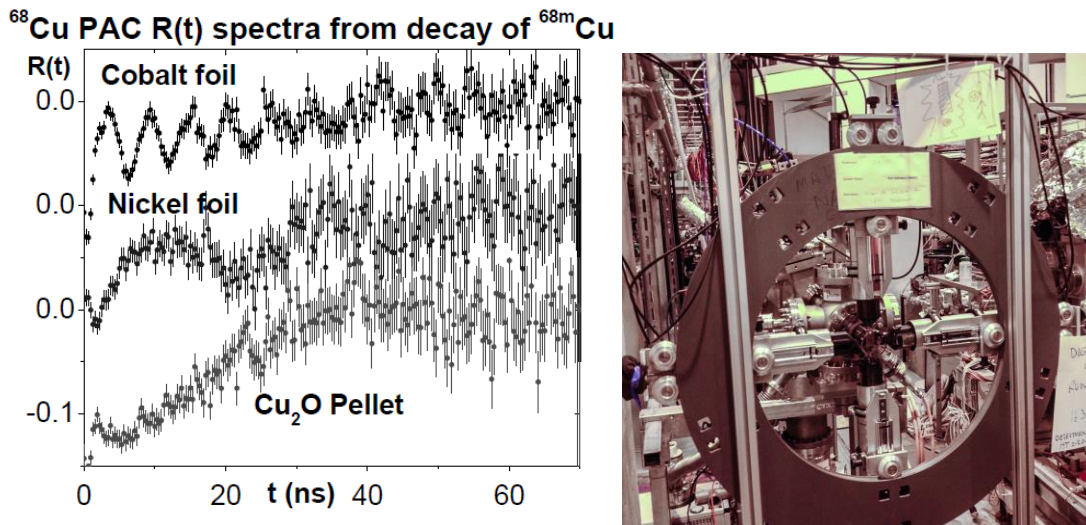 ⁶⁸Cu PAC R(t) spectra from decay of ⁶⁸ᵐCu
R(t)
Cobalt foil
0.0
Nickel foil
0.0
0.0
Cu₂O Pellet
-0.1
0 20 40 60
t (ns)